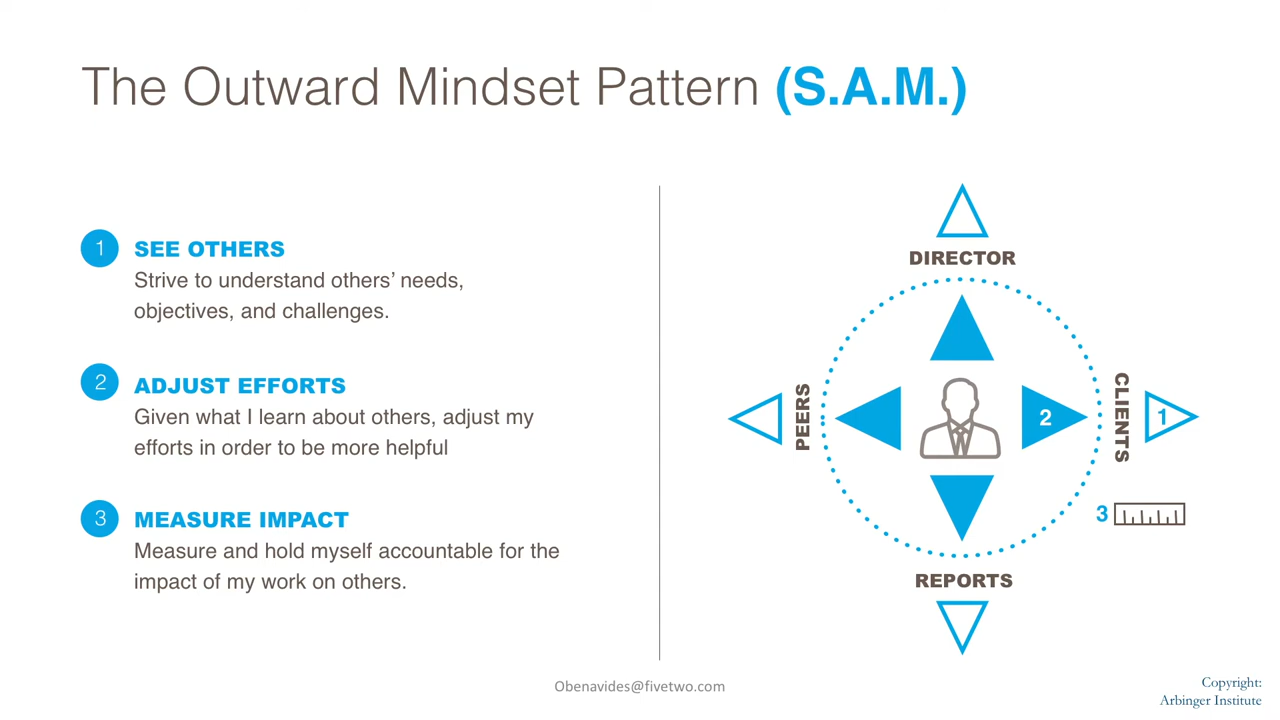 The Outward Mindset Pattern (S.A.M.)
1
SEE OTHERS
Strive to understand others’ needs,
objectives, and challenges.
2
ADJUST EFFORTS
Given what I learn about others, adjust my
efforts in order to be more helpful
3
MEASURE IMPACT
Measure and hold myself accountable for the
impact of my work on others.
DIRECTOR
PEERS
2
CLIENTS
1
3
REPORTS
Obenavides@fivetwo.com
Copyright:
Arbinger Institute